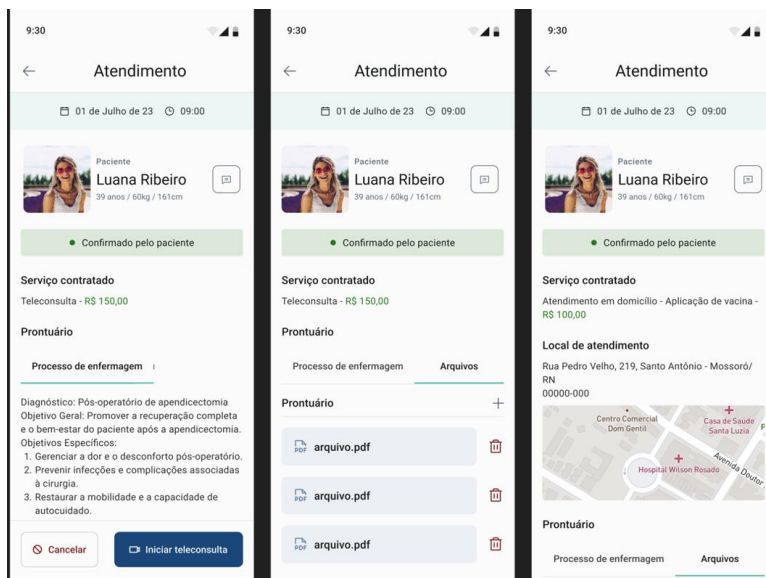 9:30
Atendimento
01 de Julho de 23 09:00
Paciente
Luana Ribeiro
39 anos / 60kg / 161cm
Confirmado pelo paciente
Serviço contratado
Teleconsulta - R$ 150,00
Prontuário
Processo de enfermagem
Diagnóstico: Pós-operatório de apendicectomia
Objetivo Geral: Promover a recuperação completa
e o bem-estar do paciente após a apendicectomia.
Objetivos Específicos:
1. Gerenciar a dor e o desconforto pós-operatório.
2. Prevenir infecções e complicações associadas
à cirurgia.
3. Restaurar a mobilidade e a capacidade de
autocuidado.
Cancelar
Iniciar teleconsulta
9:30
Atendimento
01 de Julho de 23 09:00
Paciente
Luana Ribeiro
39 anos / 60kg / 161cm
Confirmado pelo paciente
Serviço contratado
Teleconsulta - R$ 150,00
Prontuário
Processo de enfermagem Arquivos
Prontuário
PDF arquivo.pdf
PDF arquivo.pdf
PDF arquivo.pdf
9:30
Atendimento
01 de Julho de 23 09:00
Paciente
Luana Ribeiro
39 anos / 60kg / 161cm
Confirmado pelo paciente
Serviço contratado
Atendimento em domicílio - Aplicação de vacina -
R$ 100,00
Local de atendimento
Rua Pedro Velho, 219, Santo Antônio - Mossoró/
RN
00000-000
Centro Comercial
Dom Gentil
Casa de Saúde
Santa Luzia
Hospital Wilson Rosado
Avenida Doutor
Prontuário
Processo de enfermagem Arquivos